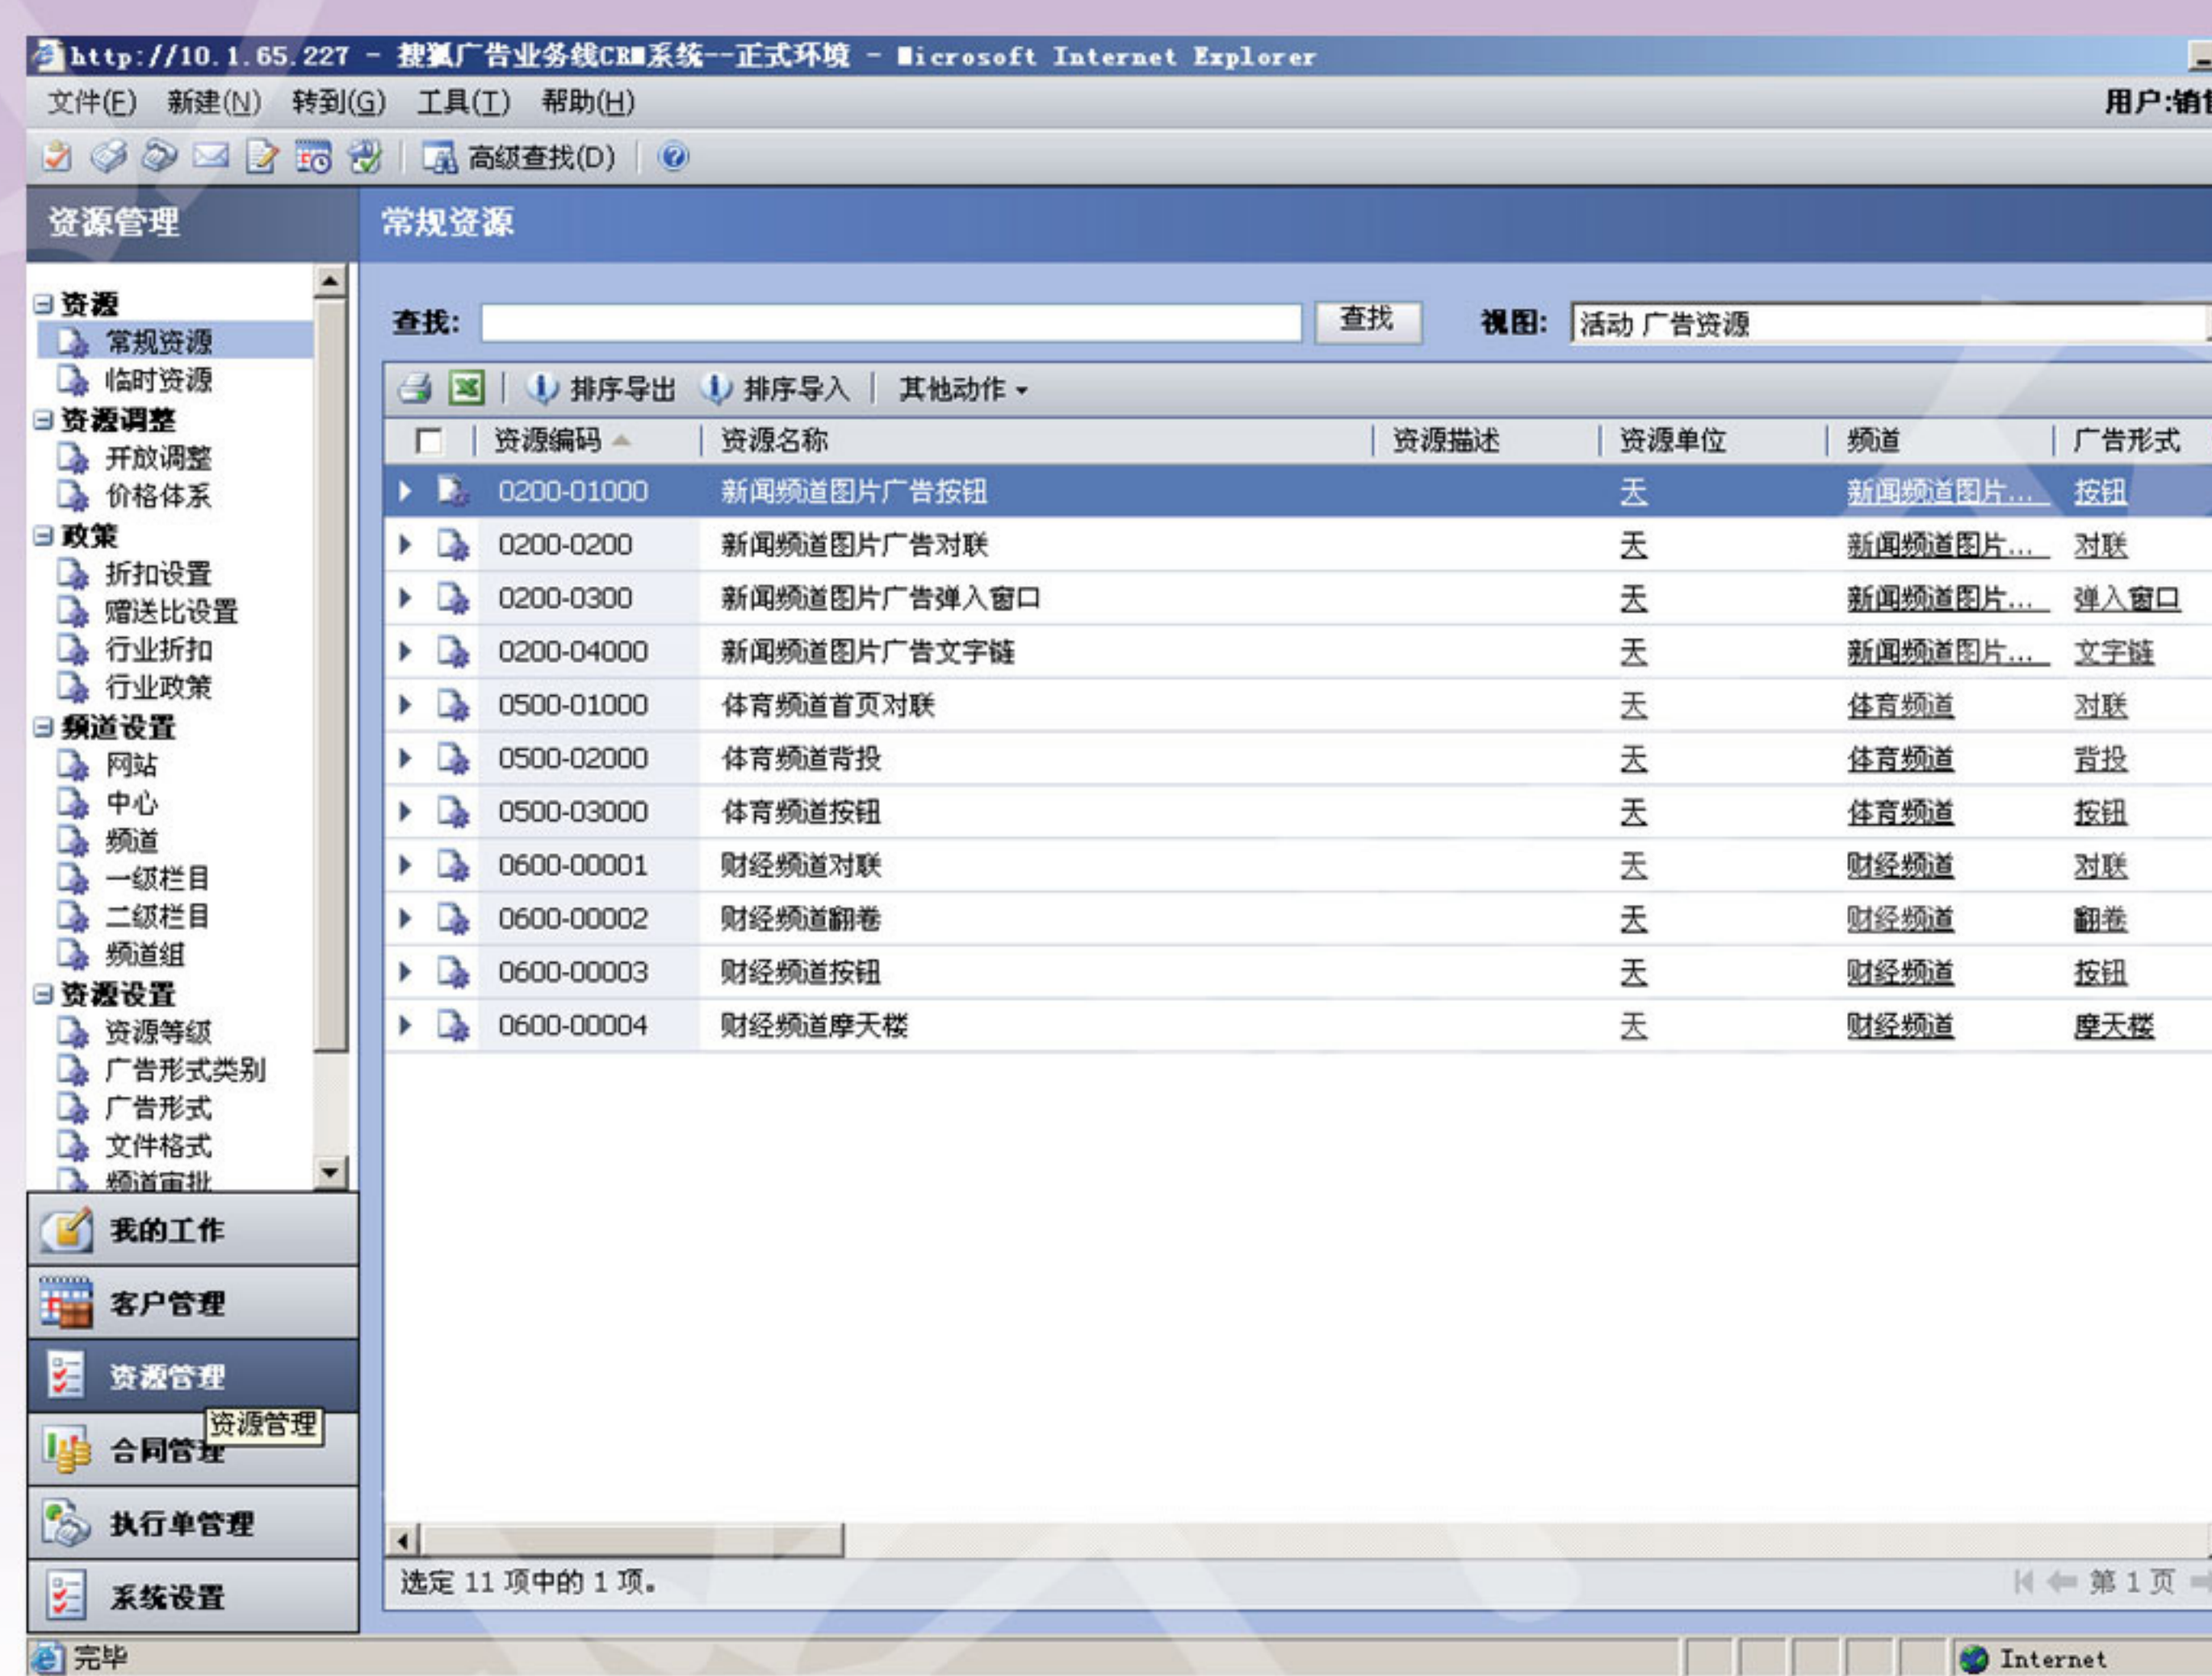 http://10.1.65.227 - 搜狐广告业务线CRM系统--正式环境 - Microsoft Internet Explorer
文件(F) 新建(N) 转到(G) 工具(T) 帮助(H) 用户:销售
高级查找(D)
资源管理 常规资源
资源
常规资源
临时资源
资源调整
开放调整
价格体系
政策
折扣设置
赠送比设置
行业折扣
行业政策
频道设置
网站
中心
频道
一级栏目
二级栏目
频道组
资源设置
资源等级
广告形式类别
广告形式
文件格式
频道审批
我的工作
客户管理
资源管理
资源管理
合同管理
执行单管理
系统设置
查找: 查找 视图: 活动 广告资源
排序导出 排序导入 其他动作
资源编码 资源名称 资源描述 资源单位 频道 广告形式
0200-01000 新闻频道图片广告按钮 天 新闻频道图片... 按钮
0200-0200 新闻频道图片广告对联 天 新闻频道图片... 对联
0200-0300 新闻频道图片广告弹入窗口 天 新闻频道图片... 弹入窗口
0200-04000 新闻频道图片广告文字链 天 新闻频道图片... 文字链
0500-01000 体育频道首页对联 天 体育频道 对联
0500-02000 体育频道背投 天 体育频道 背投
0500-03000 体育频道按钮 天 体育频道 按钮
0600-00001 财经频道对联 天 财经频道 对联
0600-00002 财经频道翻卷 天 财经频道 翻卷
0600-00003 财经频道按钮 天 财经频道 按钮
0600-00004 财经频道摩天楼 天 财经频道 摩天楼
选定 11 项中的 1 项。 第 1 页
完毕 Internet